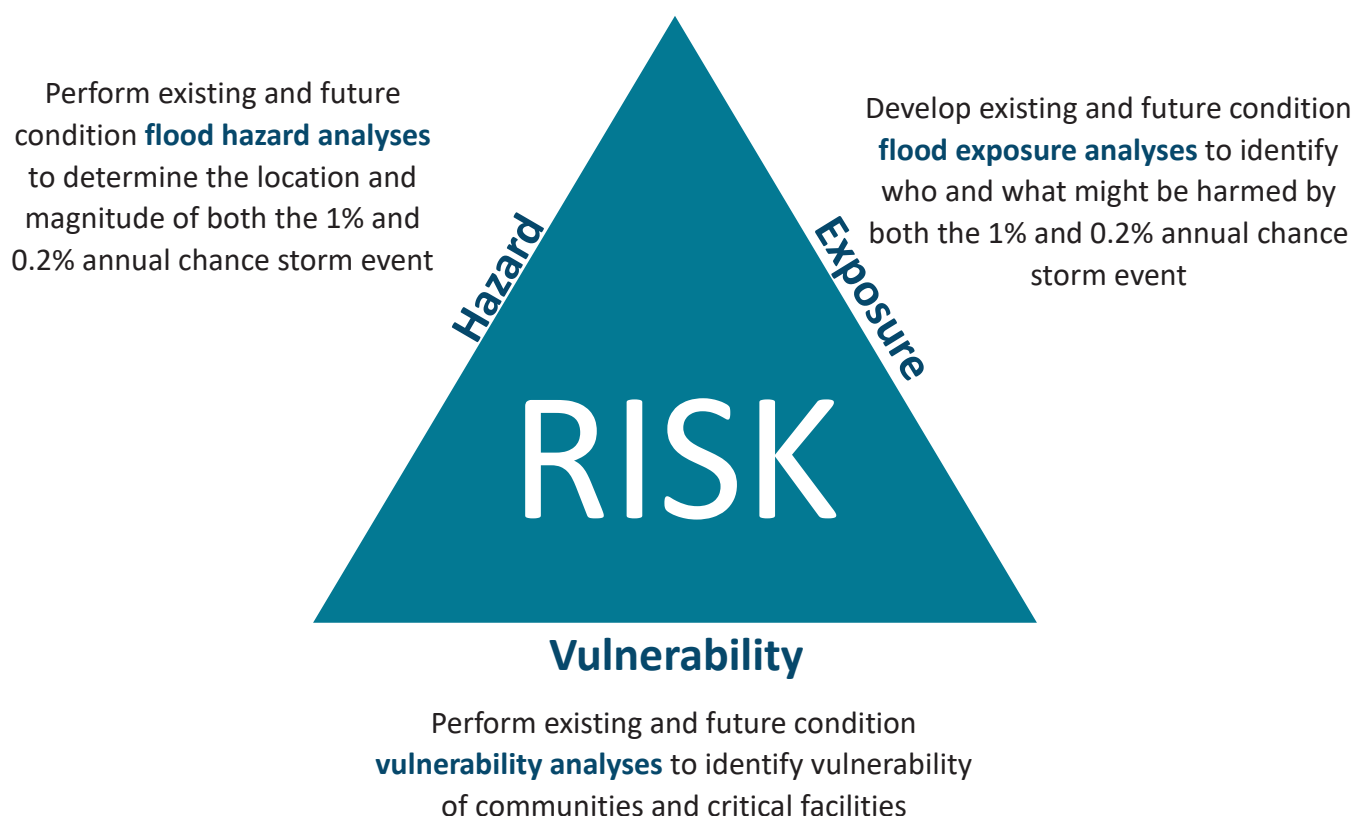 Perform existing and future
condition flood hazard analyses
to determine the location and
magnitude of both the 1% and
0.2% annual chance storm event
Hazard
Develop existing and future condition
flood exposure analyses to identify
who and what might be harmed by
both the 1% and 0.2% annual chance
storm event
Exposure
RISK
Vulnerability
Perform existing and future condition
vulnerability analyses to identify vulnerability
of communities and critical facilities